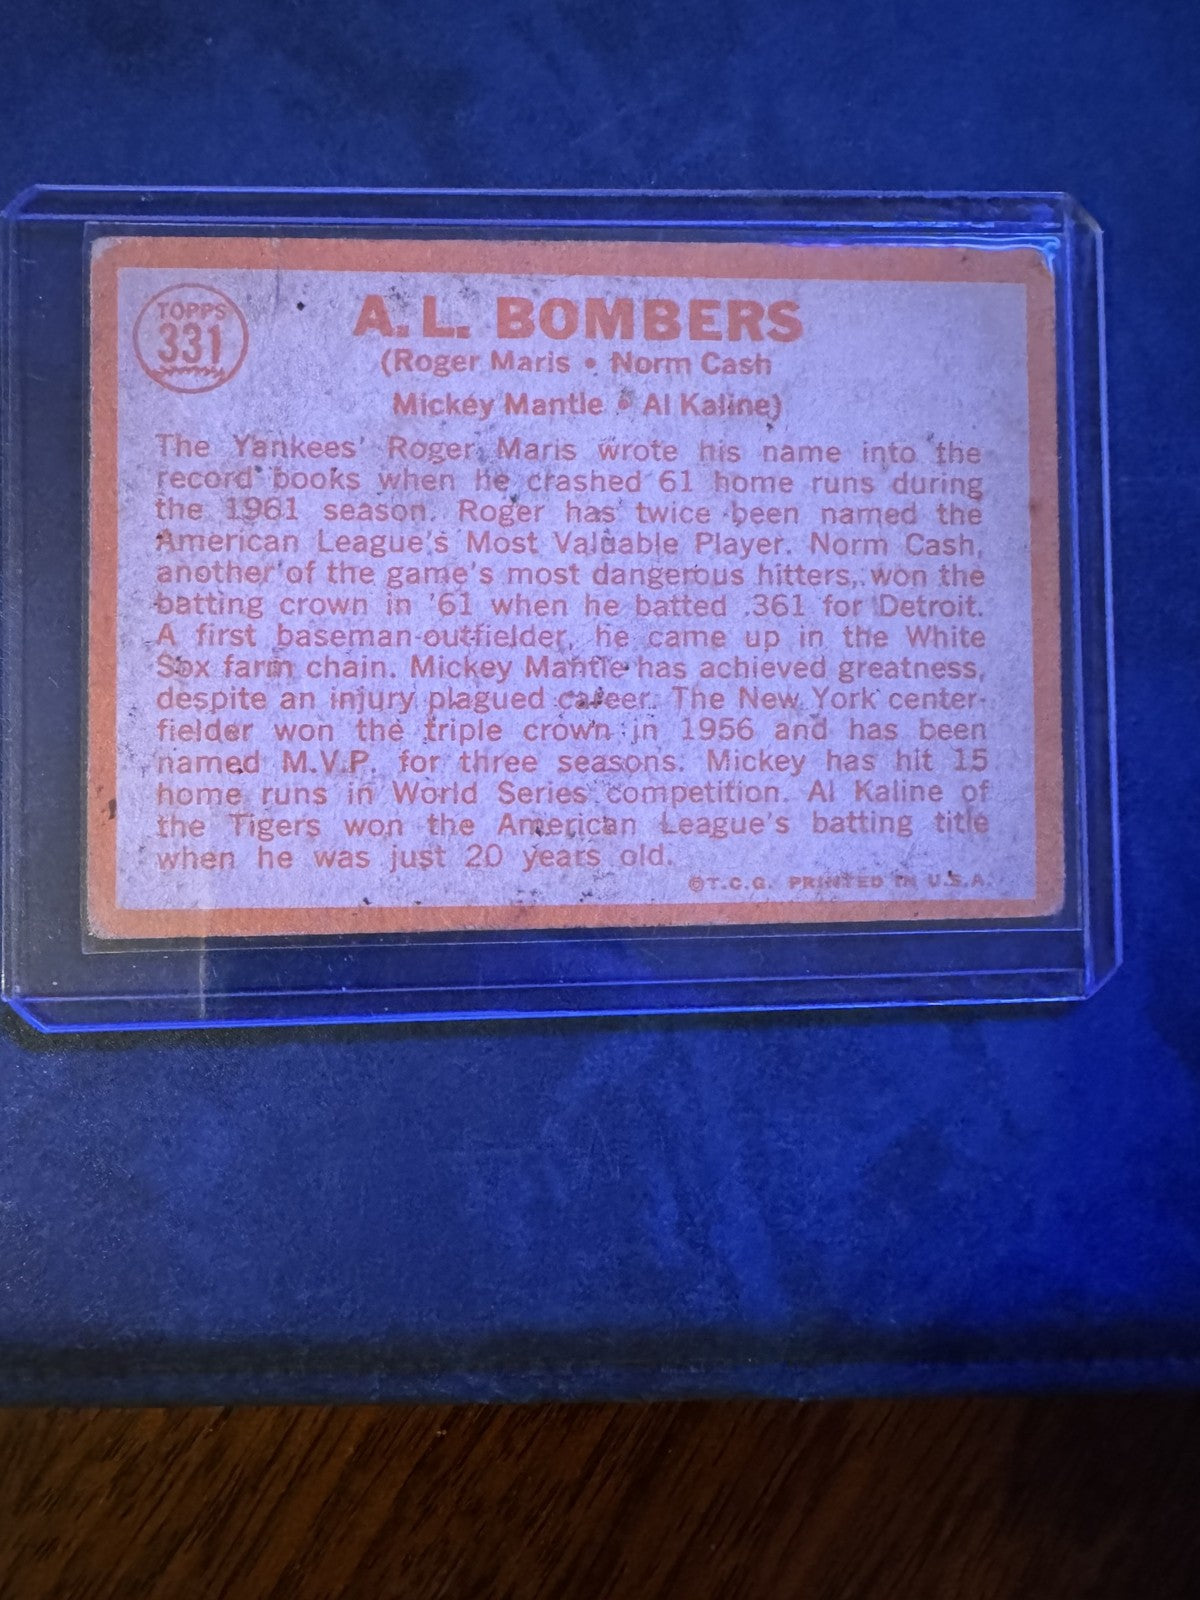 TOPPS
331
A.L. BOMBERS
(Roger Maris • Norm Cash
Mickey Mantle • Al Kaline)
The Yankees' Roger Maris wrote his name into the
record books when he crashed 61 home runs during
the 1961 season. Roger has twice been named the
American League's Most Valuable Player. Norm Cash,
another of the game's most dangerous hitters, won the
batting crown in '61 when he batted .361 for Detroit.
A first baseman-outfielder, he came up in the White
Sox farm chain. Mickey Mantle has achieved greatness,
despite an injury plagued career. The New York center-
fielder won the triple crown in 1956 and has been
named M.V.P. for three seasons. Mickey has hit 15
home runs in World Series competition. Al Kaline of
the Tigers won the American League's batting title
when he was just 20 years old.
©T.C.G. PRINTED IN U.S.A.